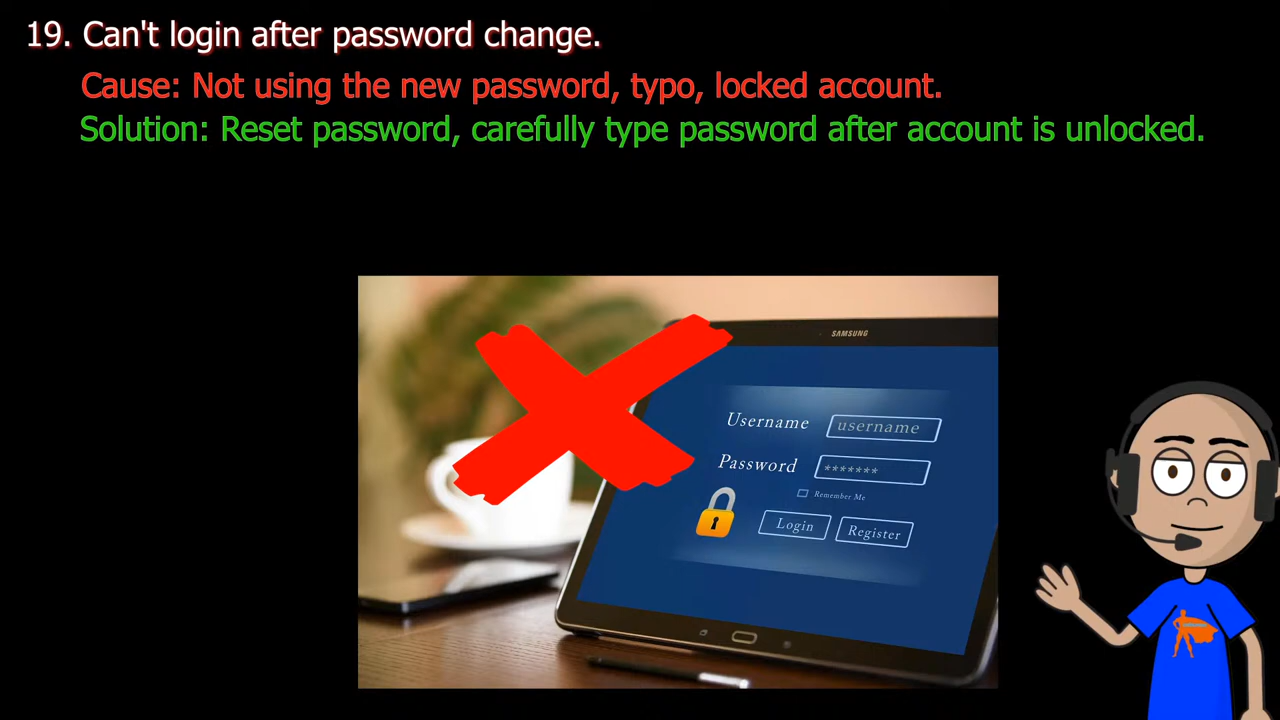 19. Can't login after password change.
Cause: Not using the new password, typo, locked account.
Solution: Reset password, carefully type password after account is unlocked.
SAMSUNG
Username username
Password *******
Remember Me
Login Register